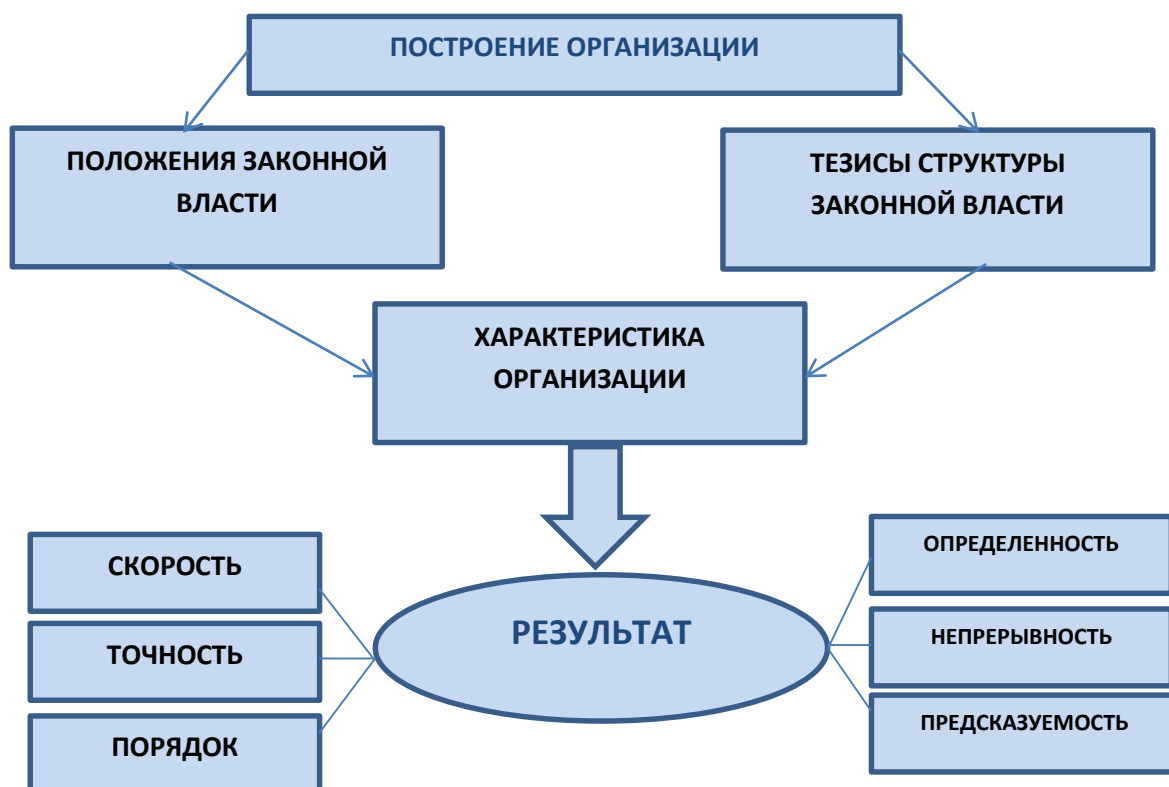 ПОСТРОЕНИЕ ОРГАНИЗАЦИИ
ПОЛОЖЕНИЯ ЗАКОННОЙ
ВЛАСТИ
ТЕЗИСЫ СТРУКТУРЫ
ЗАКОННОЙ ВЛАСТИ
ХАРАКТЕРИСТИКА
ОРГАНИЗАЦИИ
СКОРОСТЬ
ТОЧНОСТЬ
ПОРЯДОК
РЕЗУЛЬТАТ
ОПРЕДЕЛЕННОСТЬ
НЕПРЕРЫВНОСТЬ
ПРЕДСКАЗУЕМОСТЬ